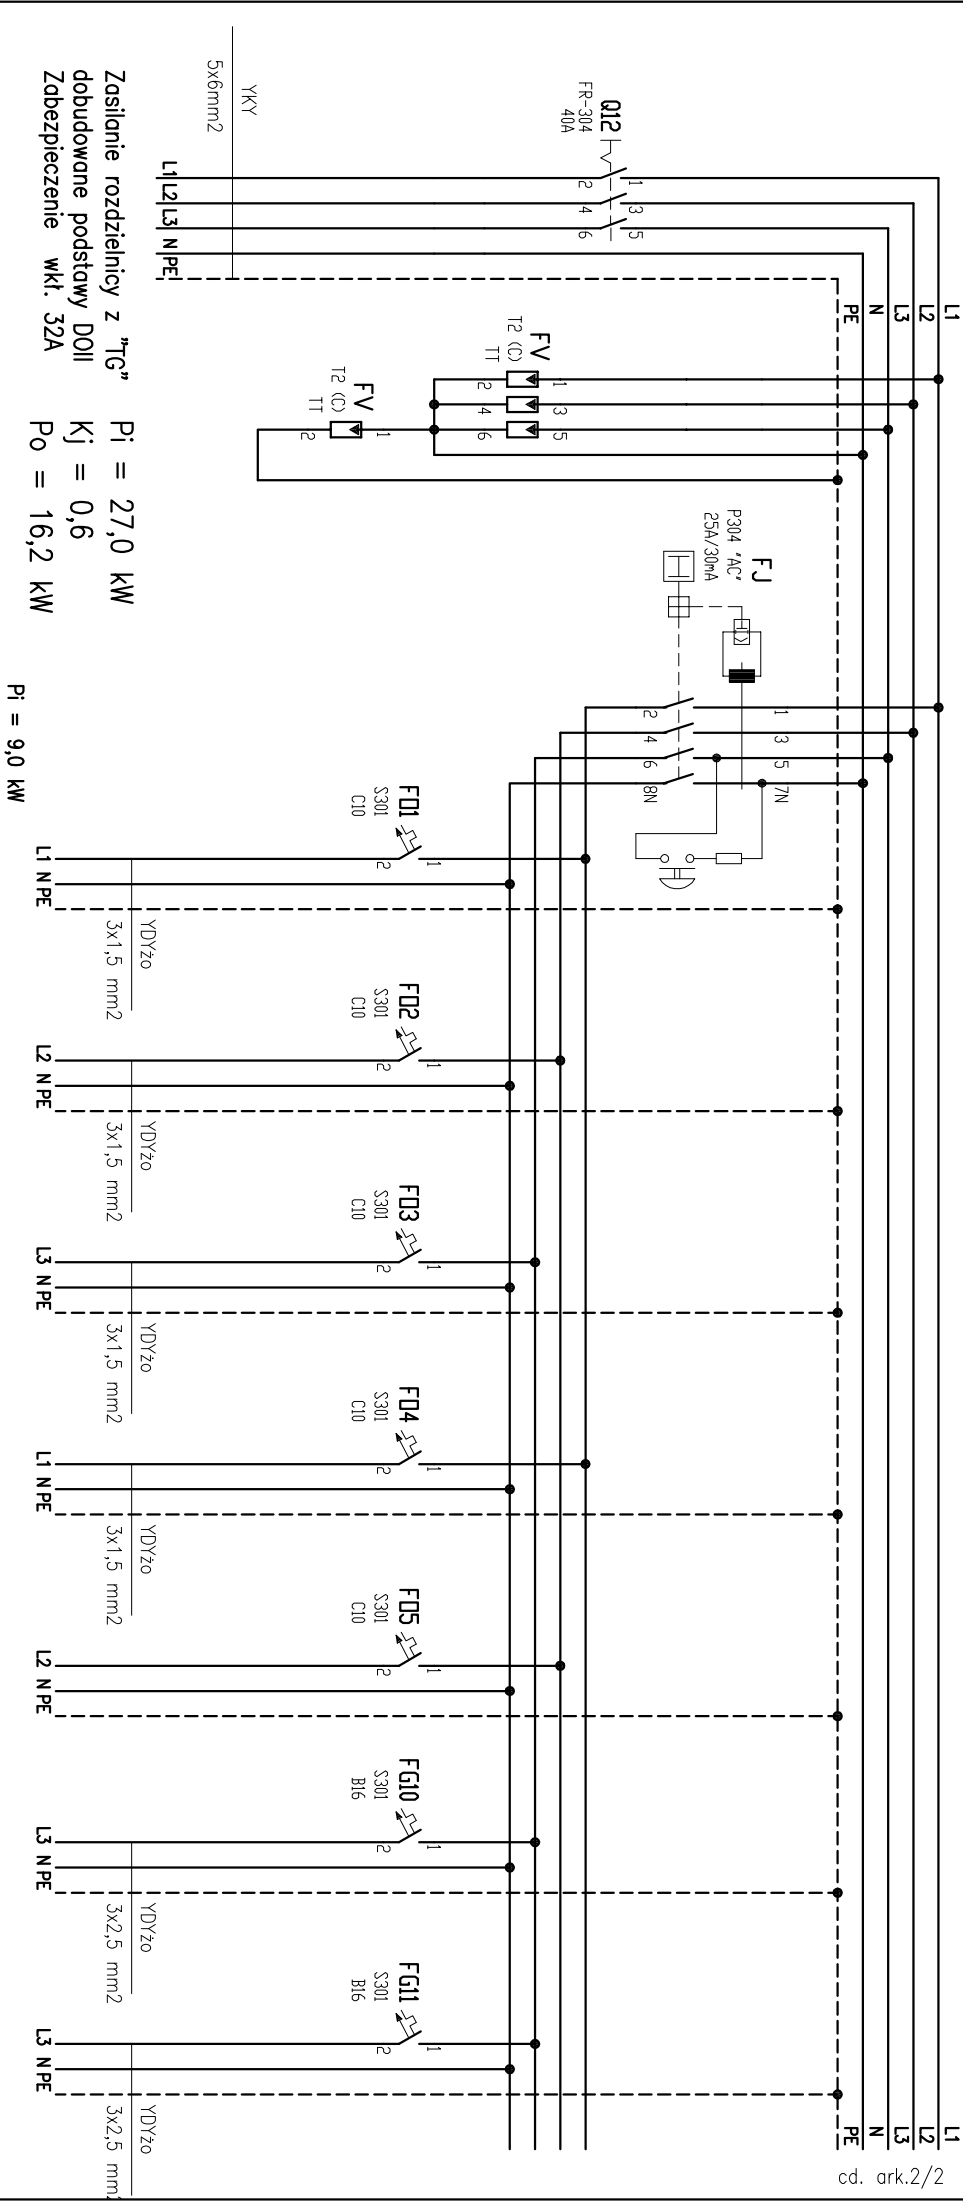 L1
L2
L3
N
PE
YKY
5x6mm2
Q12
FR-304
40A
1
2
3
4
5
6
L1 L2 L3 N PE
Zasilanie rozdzielnicy z "TG"
dobudowane podstawy D0II
Zabezpieczenie wkł. 32A
FV
T2 (C)
TT
1
2
3
4
5
6
FV
T2 (C)
TT
1
2
Pi = 27,0 kW
Kj = 0,6
Po = 16,2 kW
FJ
P304 "AC"
25A/30mA
H
1
2
3
4
5
6
7N
8N
Pi = 9,0 kW
FO1
S301
C10
1
2
L1 N PE
YDYżo
3x1,5 mm2
FO2
S301
C10
1
2
L2 N PE
YDYżo
3x1,5 mm2
FO3
S301
C10
1
2
L3 N PE
YDYżo
3x1,5 mm2
FO4
S301
C10
1
2
L1 N PE
YDYżo
3x1,5 mm2
FO5
S301
C10
1
2
L2 N PE
FG10
S301
B16
1
2
L3 N PE
YDYżo
3x2,5 mm2
FG11
S301
B16
1
2
L3 N PE
YDYżo
3x2,5 mm2
L1
L2
L3
N
PE
cd. ark.2/2